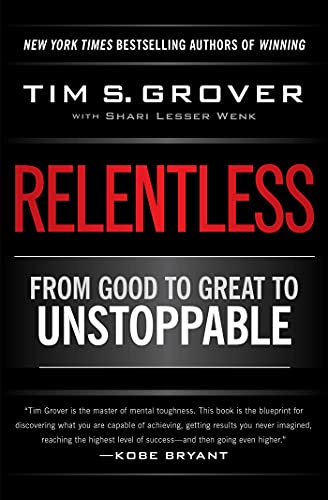 NEW YORK TIMES BESTSELLING AUTHORS OF WINNING
TIM S. GROVER
WITH SHARI LESSER WENK
RELENTLESS
FROM GOOD TO GREAT TO
UNSTOPPABLE
"Tim Grover is the master of mental toughness. This book is the blueprint for
discovering what you are capable of achieving, getting results you never imagined,
reaching the highest level of success—and then going even higher."
—KOBE BRYANT